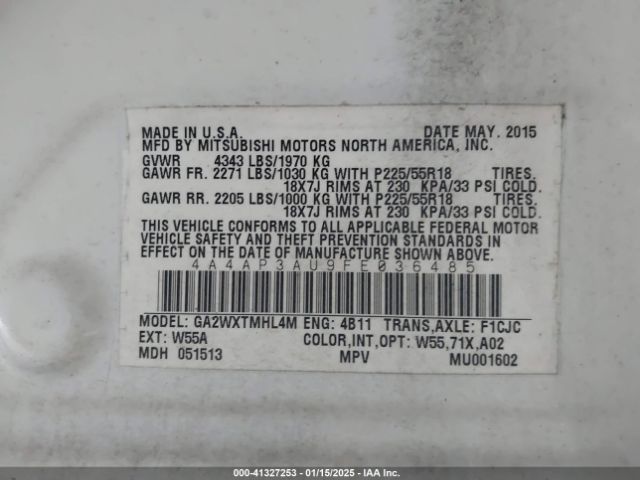 MADE IN U.S.A. DATE MAY. 2015
MFD BY MITSUBISHI MOTORS NORTH AMERICA, INC.
GVWR 4343 LBS/1970 KG
GAWR FR. 2271 LBS/1030 KG WITH P225/55R18 TIRES.
18X7J RIMS AT 230 KPA/33 PSI COLD.
GAWR RR. 2205 LBS/1000 KG WITH P225/55R18 TIRES.
18X7J RIMS AT 230 KPA/33 PSI COLD.
THIS VEHICLE CONFORMS TO ALL APPLICABLE FEDERAL MOTOR
VEHICLE SAFETY AND THEFT PREVENTION STANDARDS IN
EFFECT ON THE DATE OF MANUFACTURE SHOWN ABOVE.
4A4AP3AU9FE036485
MODEL: GA2WXTMHL4M ENG: 4B11 TRANS,AXLE: F1CJC
EXT: W55A COLOR,INT,OPT: W55,71X,A02
MDH 051513 MPV MU001602
000-41327253 - 01/15/2025 - IAA Inc.